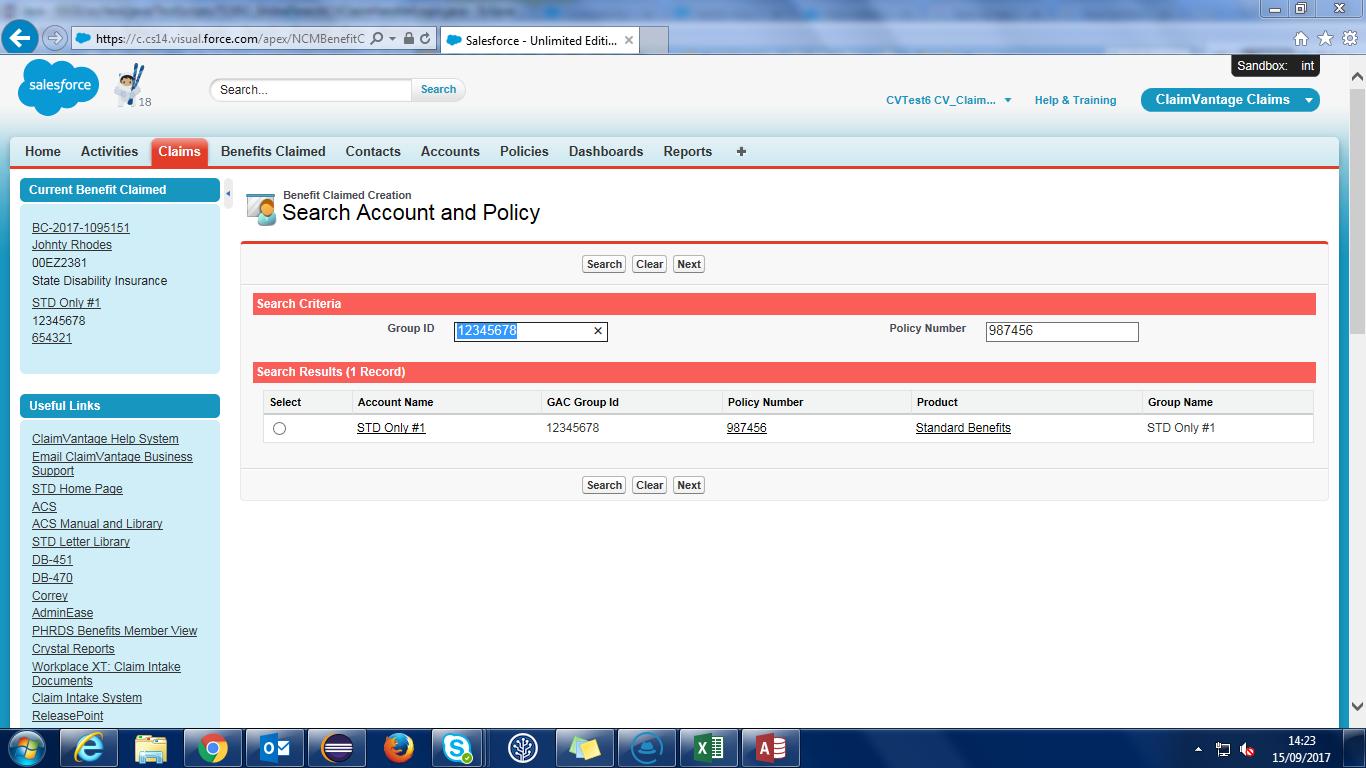 https://c.cs14.visual.force.com/apex/NCMBenefitC
Salesforce - Unlimited Editi...
Sandbox: int
salesforce
18
Search...
Search
CVTest6 CV_Claim...
Help & Training
ClaimVantage Claims
Home Activities Claims Benefits Claimed Contacts Accounts Policies Dashboards Reports
Current Benefit Claimed
BC-2017-1095151
Johnty Rhodes
00EZ2381
State Disability Insurance
STD Only #1
12345678
654321
Useful Links
ClaimVantage Help System
Email ClaimVantage Business
Support
STD Home Page
ACS
ACS Manual and Library
STD Letter Library
DB-451
DB-470
Correy
AdminEase
PHRDS Benefits Member View
Crystal Reports
Workplace XT: Claim Intake
Documents
Claim Intake System
ReleasePoint
Benefit Claimed Creation
Search Account and Policy
Search Clear Next
Search Criteria
Group ID 12345678 Policy Number 987456
Search Results (1 Record)
Select Account Name GAC Group Id Policy Number Product Group Name
STD Only #1 12345678 987456 Standard Benefits STD Only #1
Search Clear Next
14:23
15/09/2017